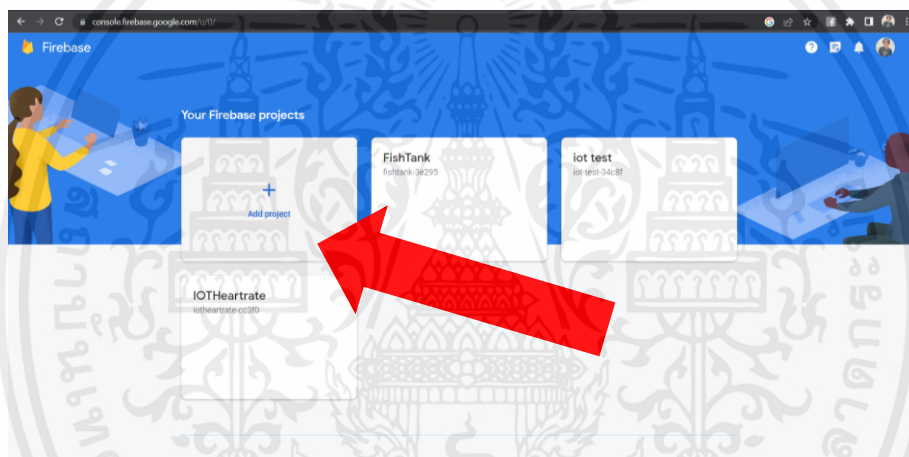 console.firebase.google.com/u/0/
Firebase
Your Firebase projects
+
Add project
FishTank
fishtank-3e295
iot test
iot-test-34c8f
IOTHeartrate
iotheartrate-cc3f0